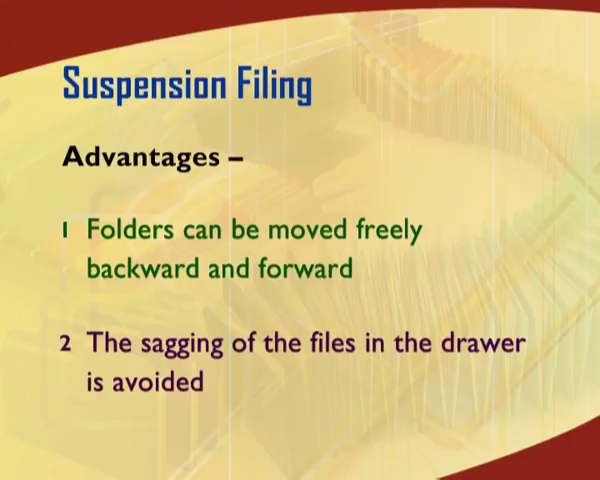 Suspension Filing
Advantages –
1 Folders can be moved freely
backward and forward
2 The sagging of the files in the drawer
is avoided